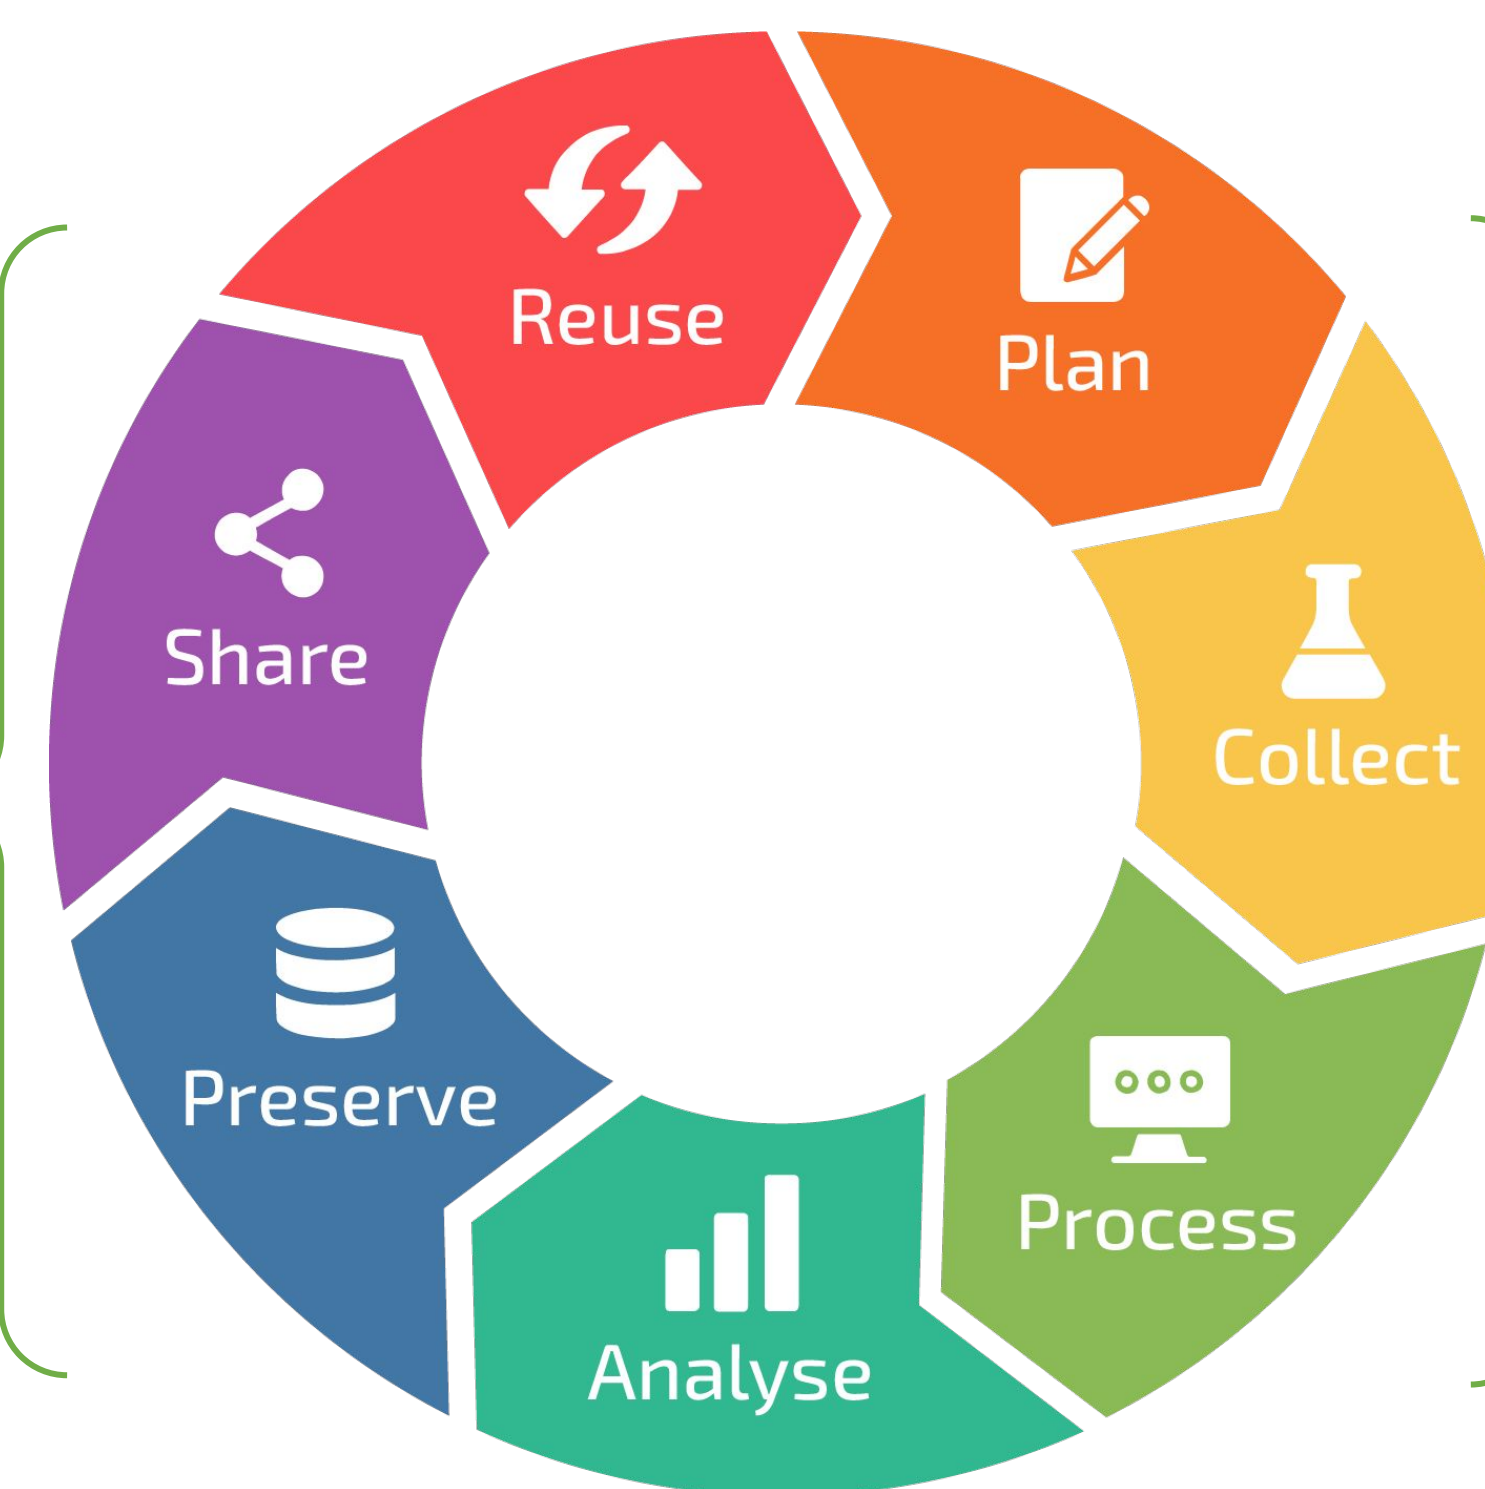 Reuse
Plan
Share
Collect
Preserve
Process
Analyse